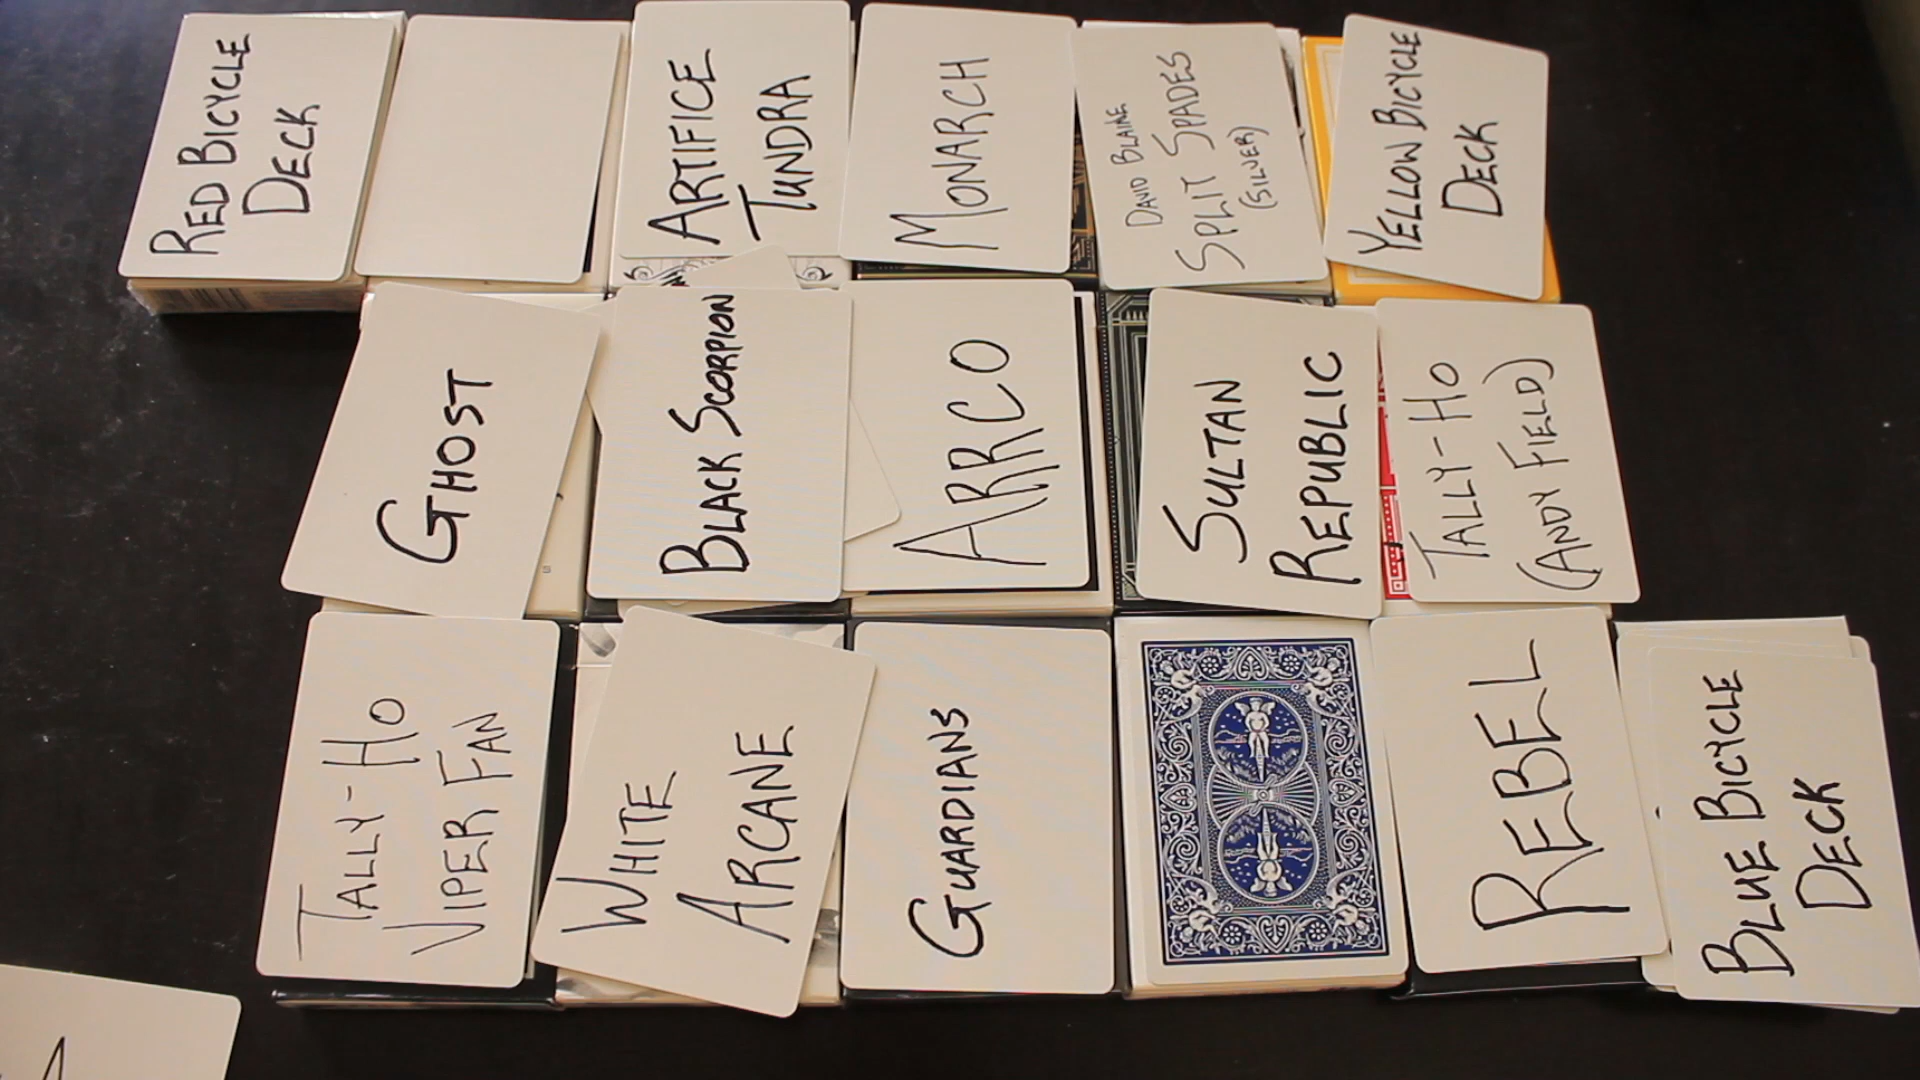 RED BICYCLE
DECK
ARTIFICE
TUNDRA
MONARCH
DAVID BLAINE
SPLIT SPADES
(SILVER)
YELLOW BICYCLE
DECK
GHOST
BLACK SCORPION
ARRCO
SULTAN
REPUBLIC
TALLY-HO
(ANDY FIELD)
TALLY-HO
VIPER FAN
WHITE
ARCANE
GUARDIANS
REBEL
BLUE BICYCLE
DECK